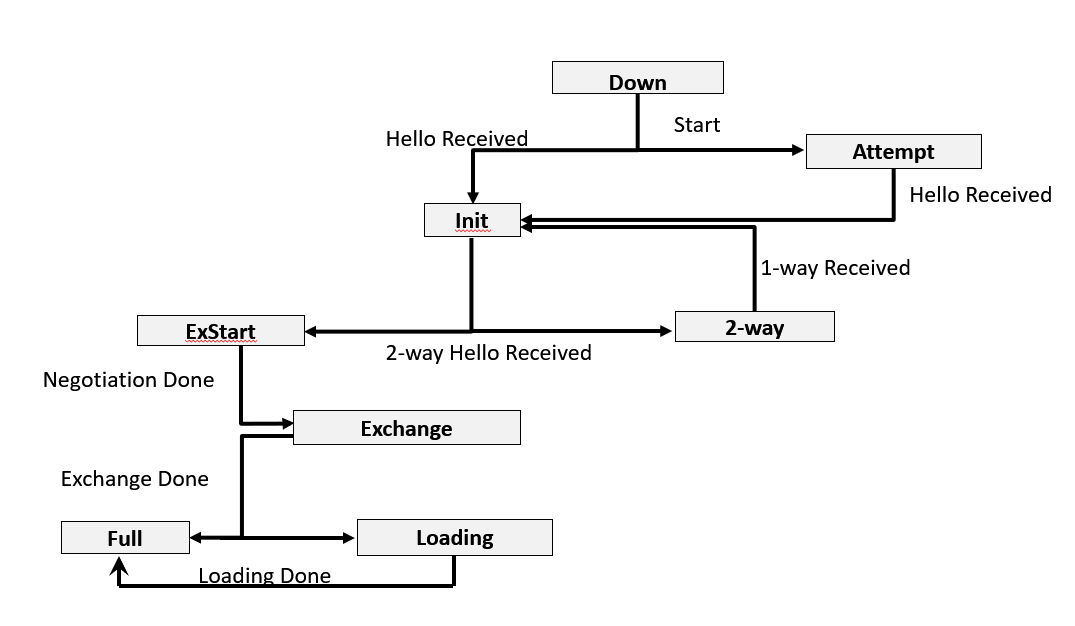 Down
Start
Hello Received
Attempt
Hello Received
Init
1-way Received
ExStart
2-way
2-way Hello Received
Negotiation Done
Exchange
Exchange Done
Full
Loading
Loading Done